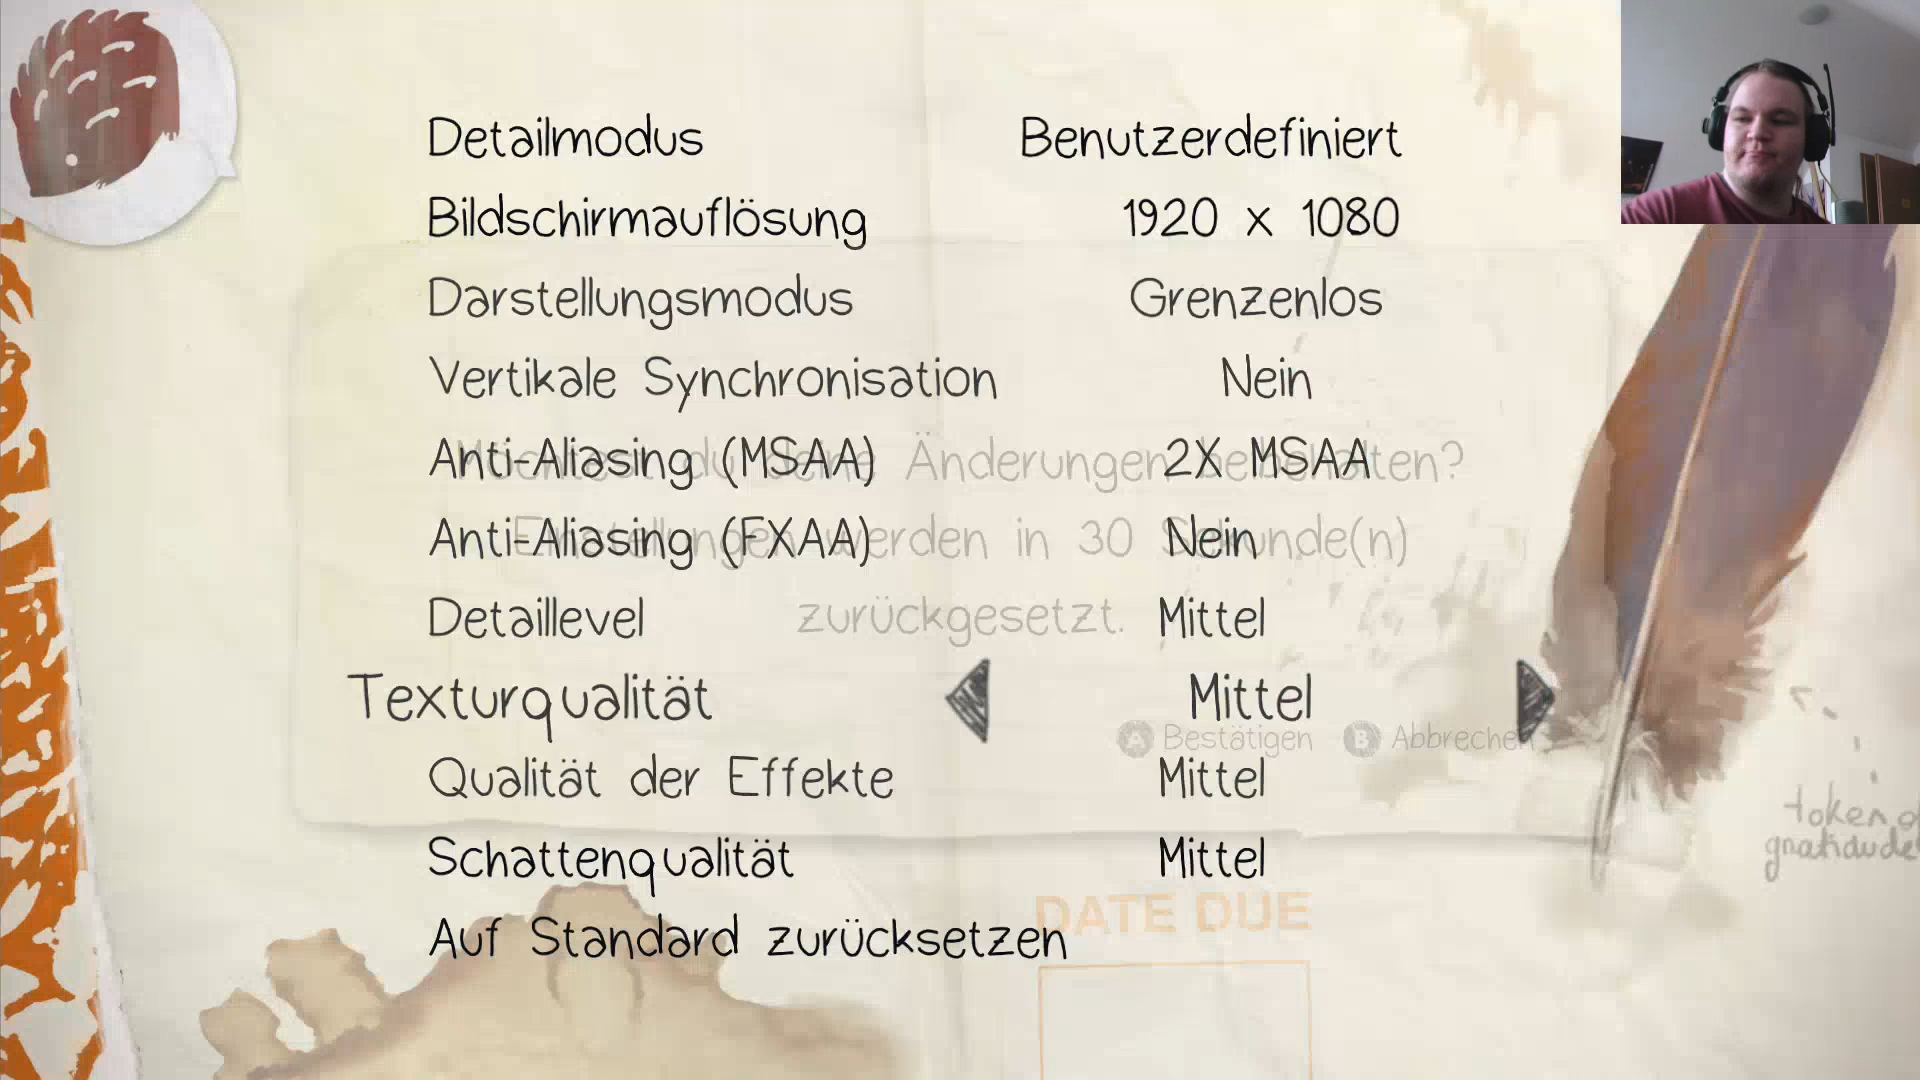 Detailmodus Benutzerdefiniert
Bildschirmauflösung 1920 x 1080
Darstellungsmodus Grenzenlos
Vertikale Synchronisation Nein
Anti-Aliasing (MSAA) 2X MSAA
Änderungen
Anti-Aliasing (FXAA) Nein
werden in 30
Detaillevel Mittel
zurückgesetzt.
Texturqualität Mittel
A Bestätigen B Abbrechen
Qualität der Effekte Mittel
token
Schattenqualität Mittel
DATE DUE
Auf Standard zurücksetzen